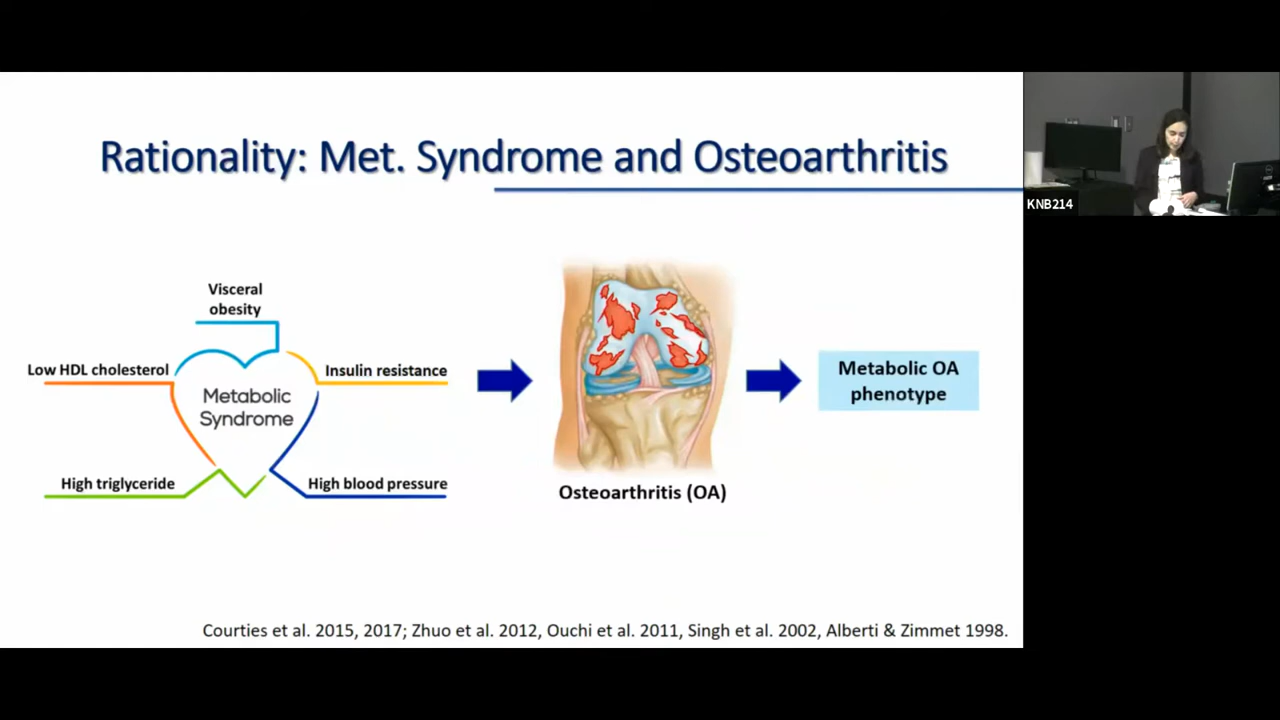 Rationality: Met. Syndrome and Osteoarthritis
KNB214
Visceral
obesity
Low HDL cholesterol
Insulin resistance
Metabolic
Syndrome
High triglyceride
High blood pressure
Osteoarthritis (OA)
Metabolic OA
phenotype
Courties et al. 2015, 2017; Zhuo et al. 2012, Ouchi et al. 2011, Singh et al. 2002, Alberti & Zimmet 1998.